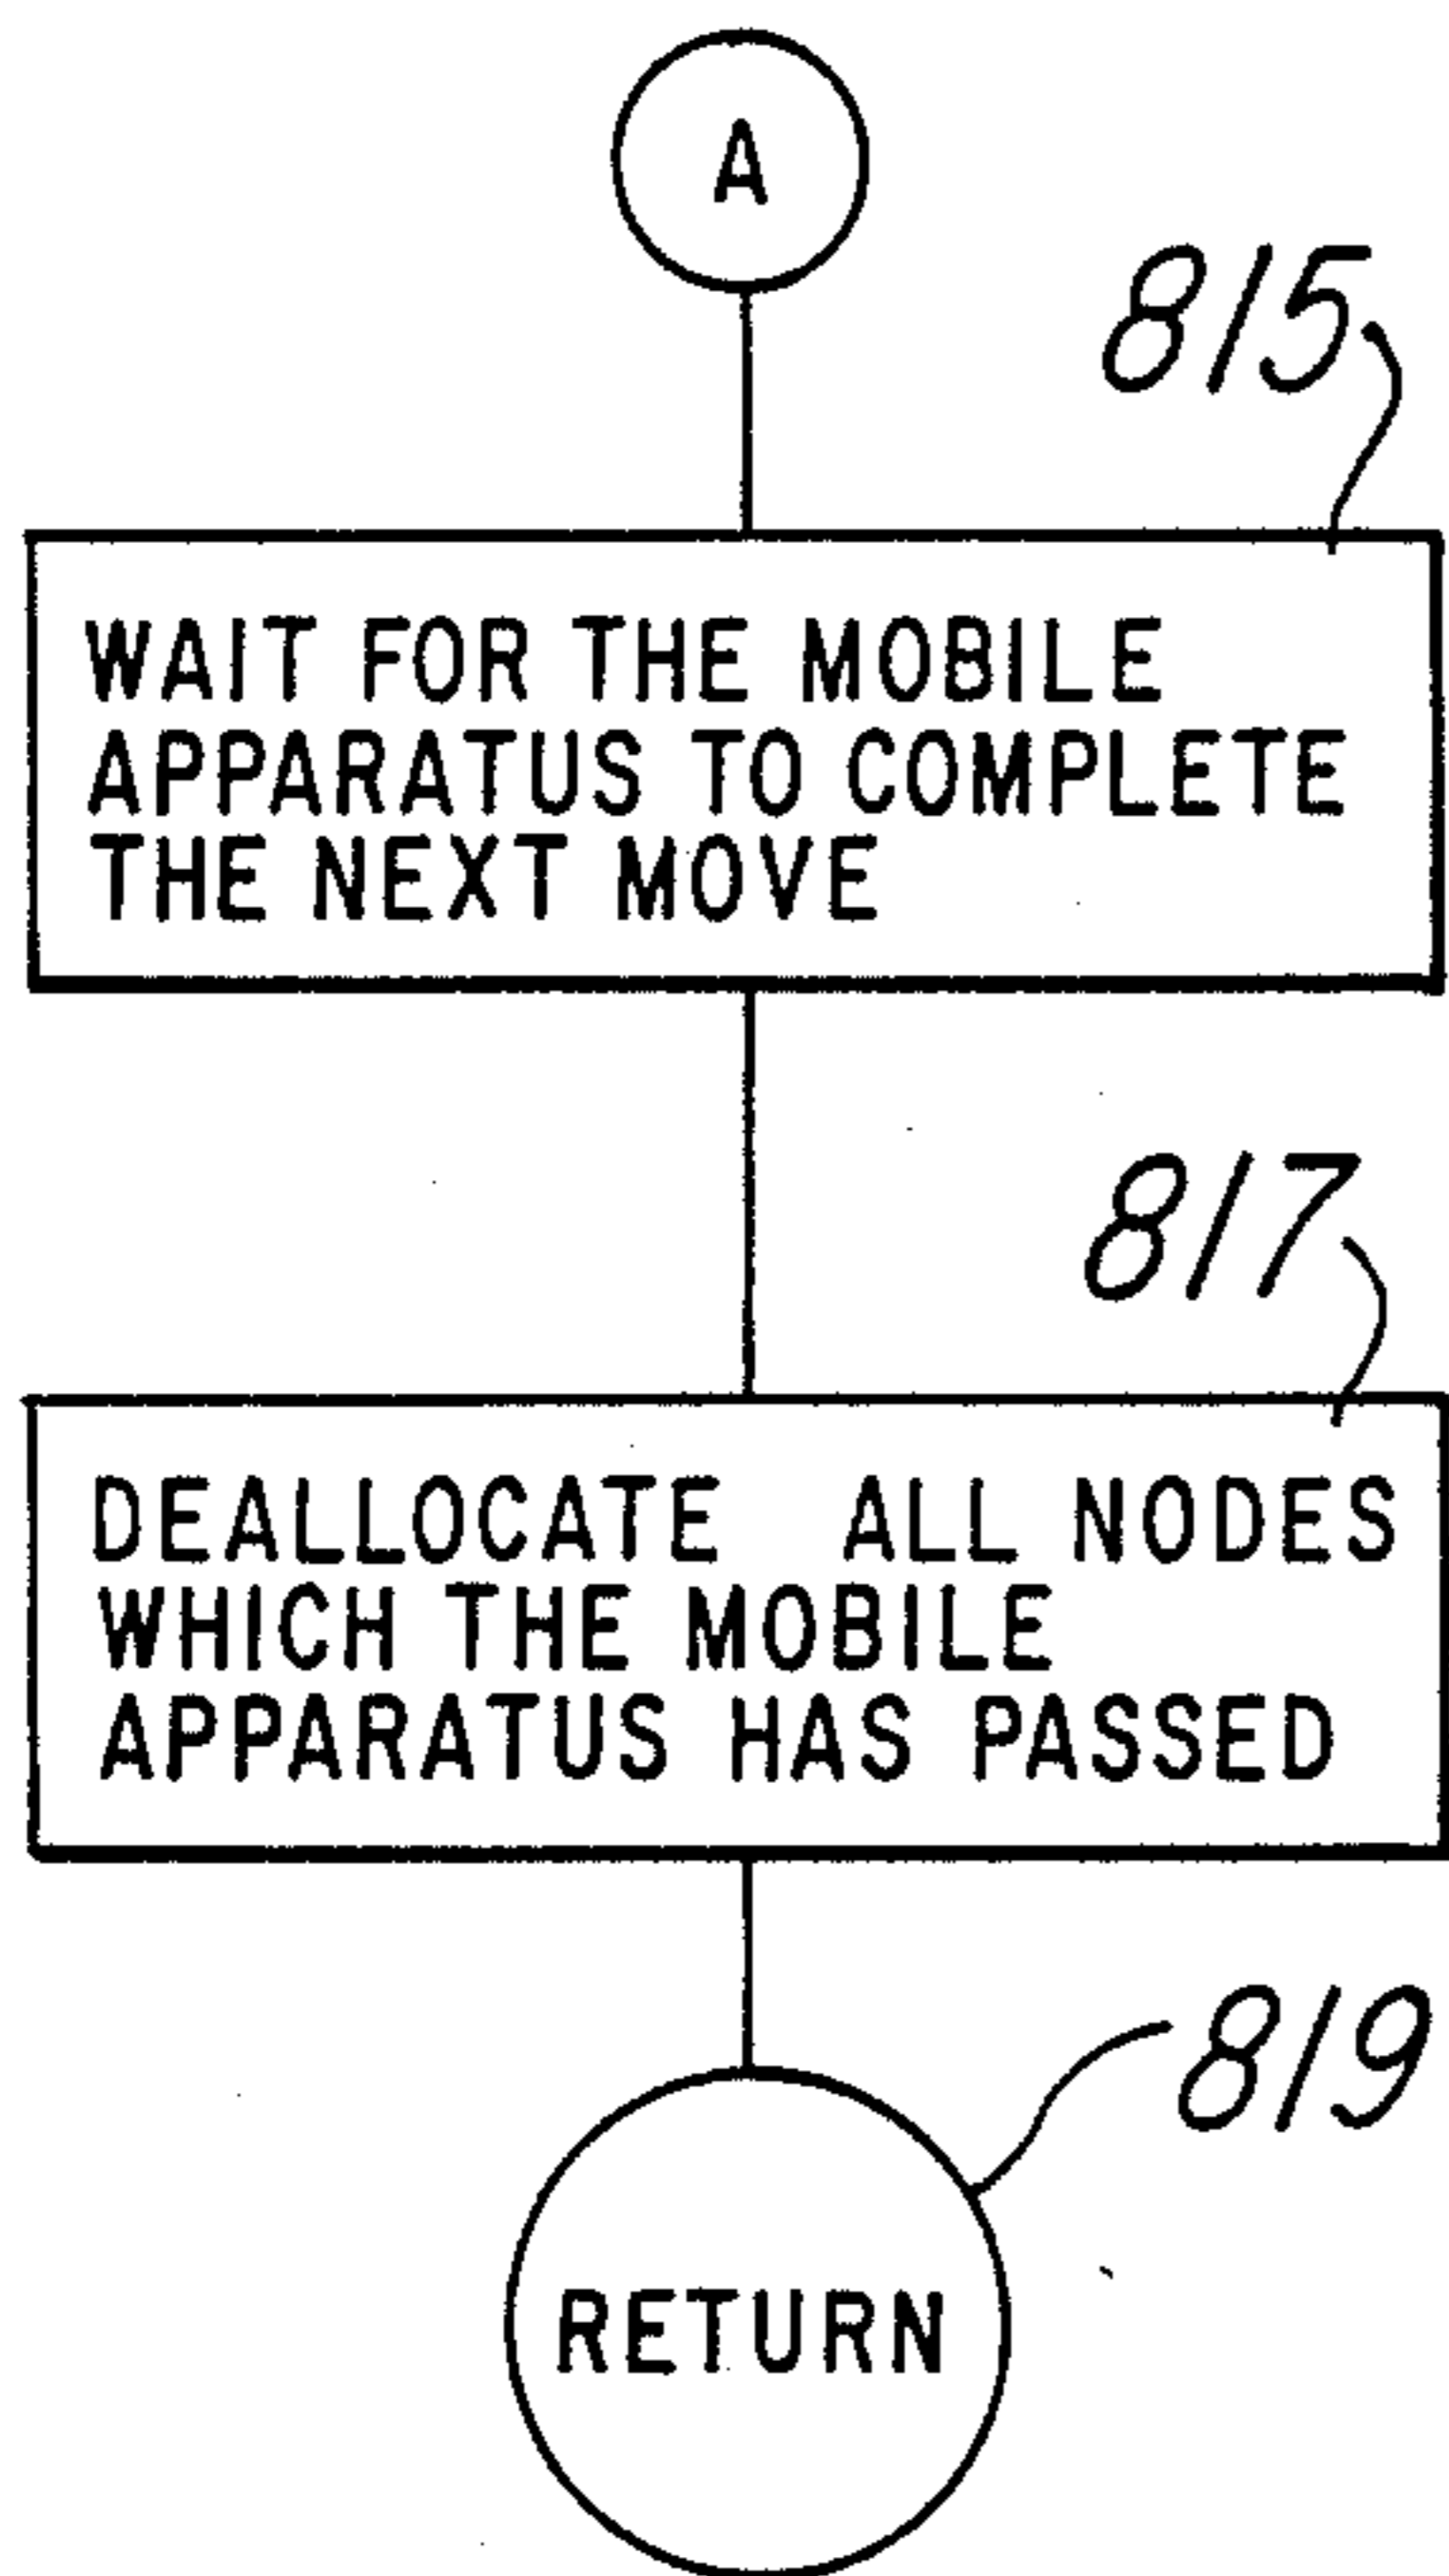 A
815
WAIT FOR THE MOBILE
APPARATUS TO COMPLETE
THE NEXT MOVE
817
DEALLOCATE ALL NODES
WHICH THE MOBILE
APPARATUS HAS PASSED
819
RETURN